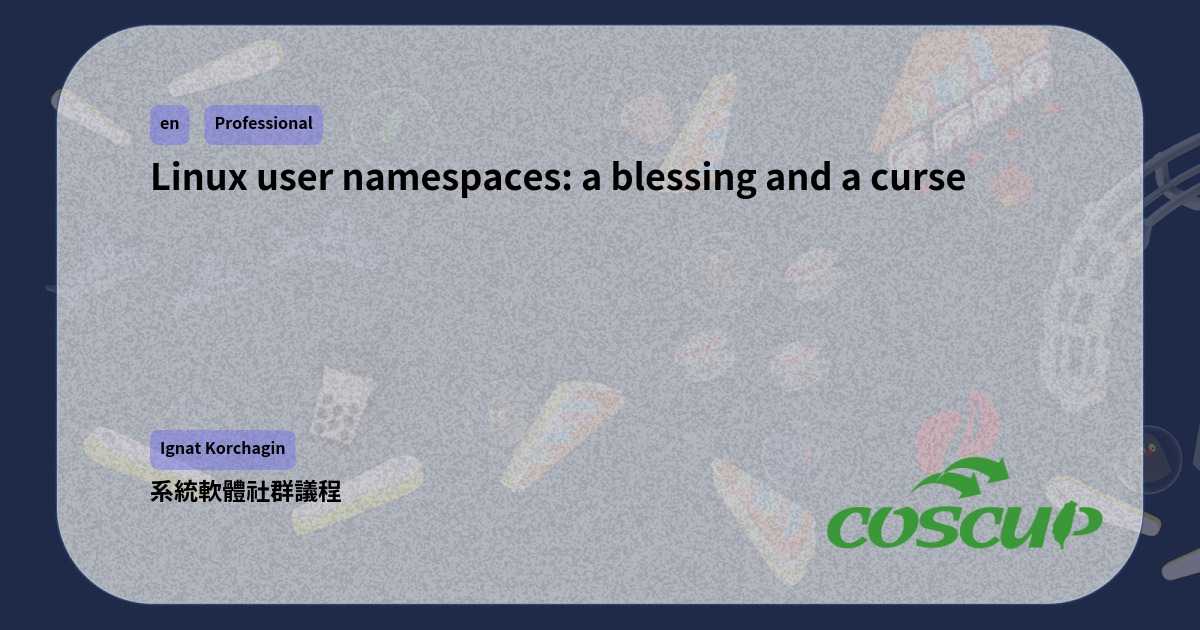 en Professional
Linux user namespaces: a blessing and a curse
Ignat Korchagin
系統軟體社群議程
COSCUP